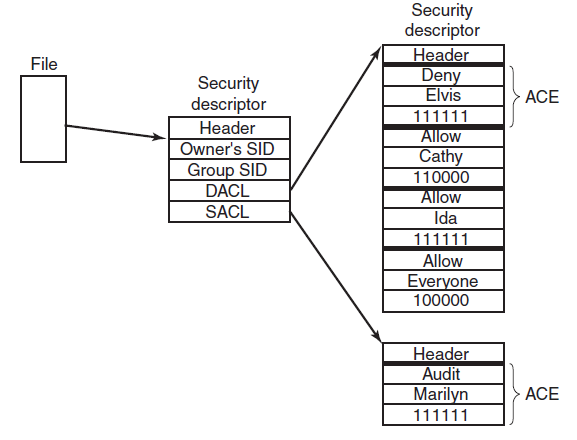 File
Security
descriptor
Header
Owner's SID
Group SID
DACL
SACL
Security
descriptor
Header
Deny
Elvis
111111
Allow
Cathy
110000
Allow
Ida
111111
Allow
Everyone
100000
ACE
Header
Audit
Marilyn
111111
ACE